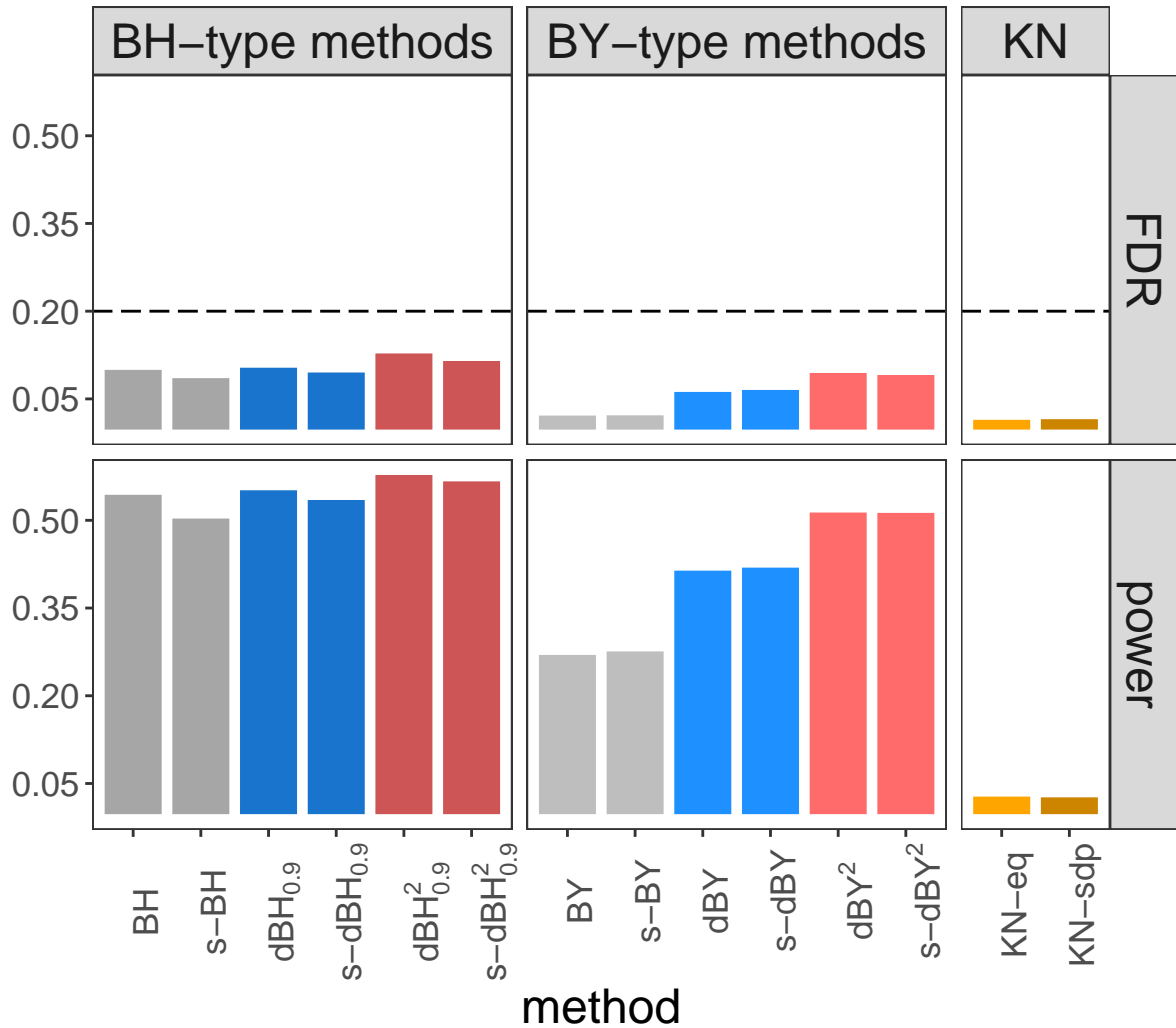 BH−type methods
BY−type methods
KN
0.50
0.35
0.20
0.05
FDR
0.50
0.35
0.20
0.05
power
BH
s−BH
dBH0.9
s−dBH0.9
dBH²0.9
s−dBH²0.9
BY
s−BY
dBY
s−dBY
dBY²
s−dBY²
KN−eq
KN−sdp
method